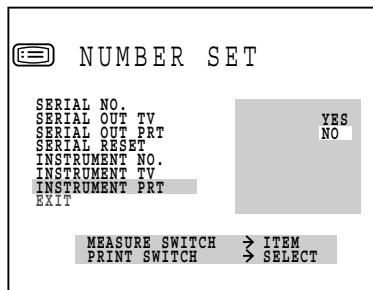 NUMBER SET
SERIAL NO.
SERIAL OUT TV
SERIAL OUT PRT
SERIAL RESET
INSTRUMENT NO.
INSTRUMENT TV
INSTRUMENT PRT
EXIT
YES
NO
MEASURE SWITCH → ITEM
PRINT SWITCH → SELECT